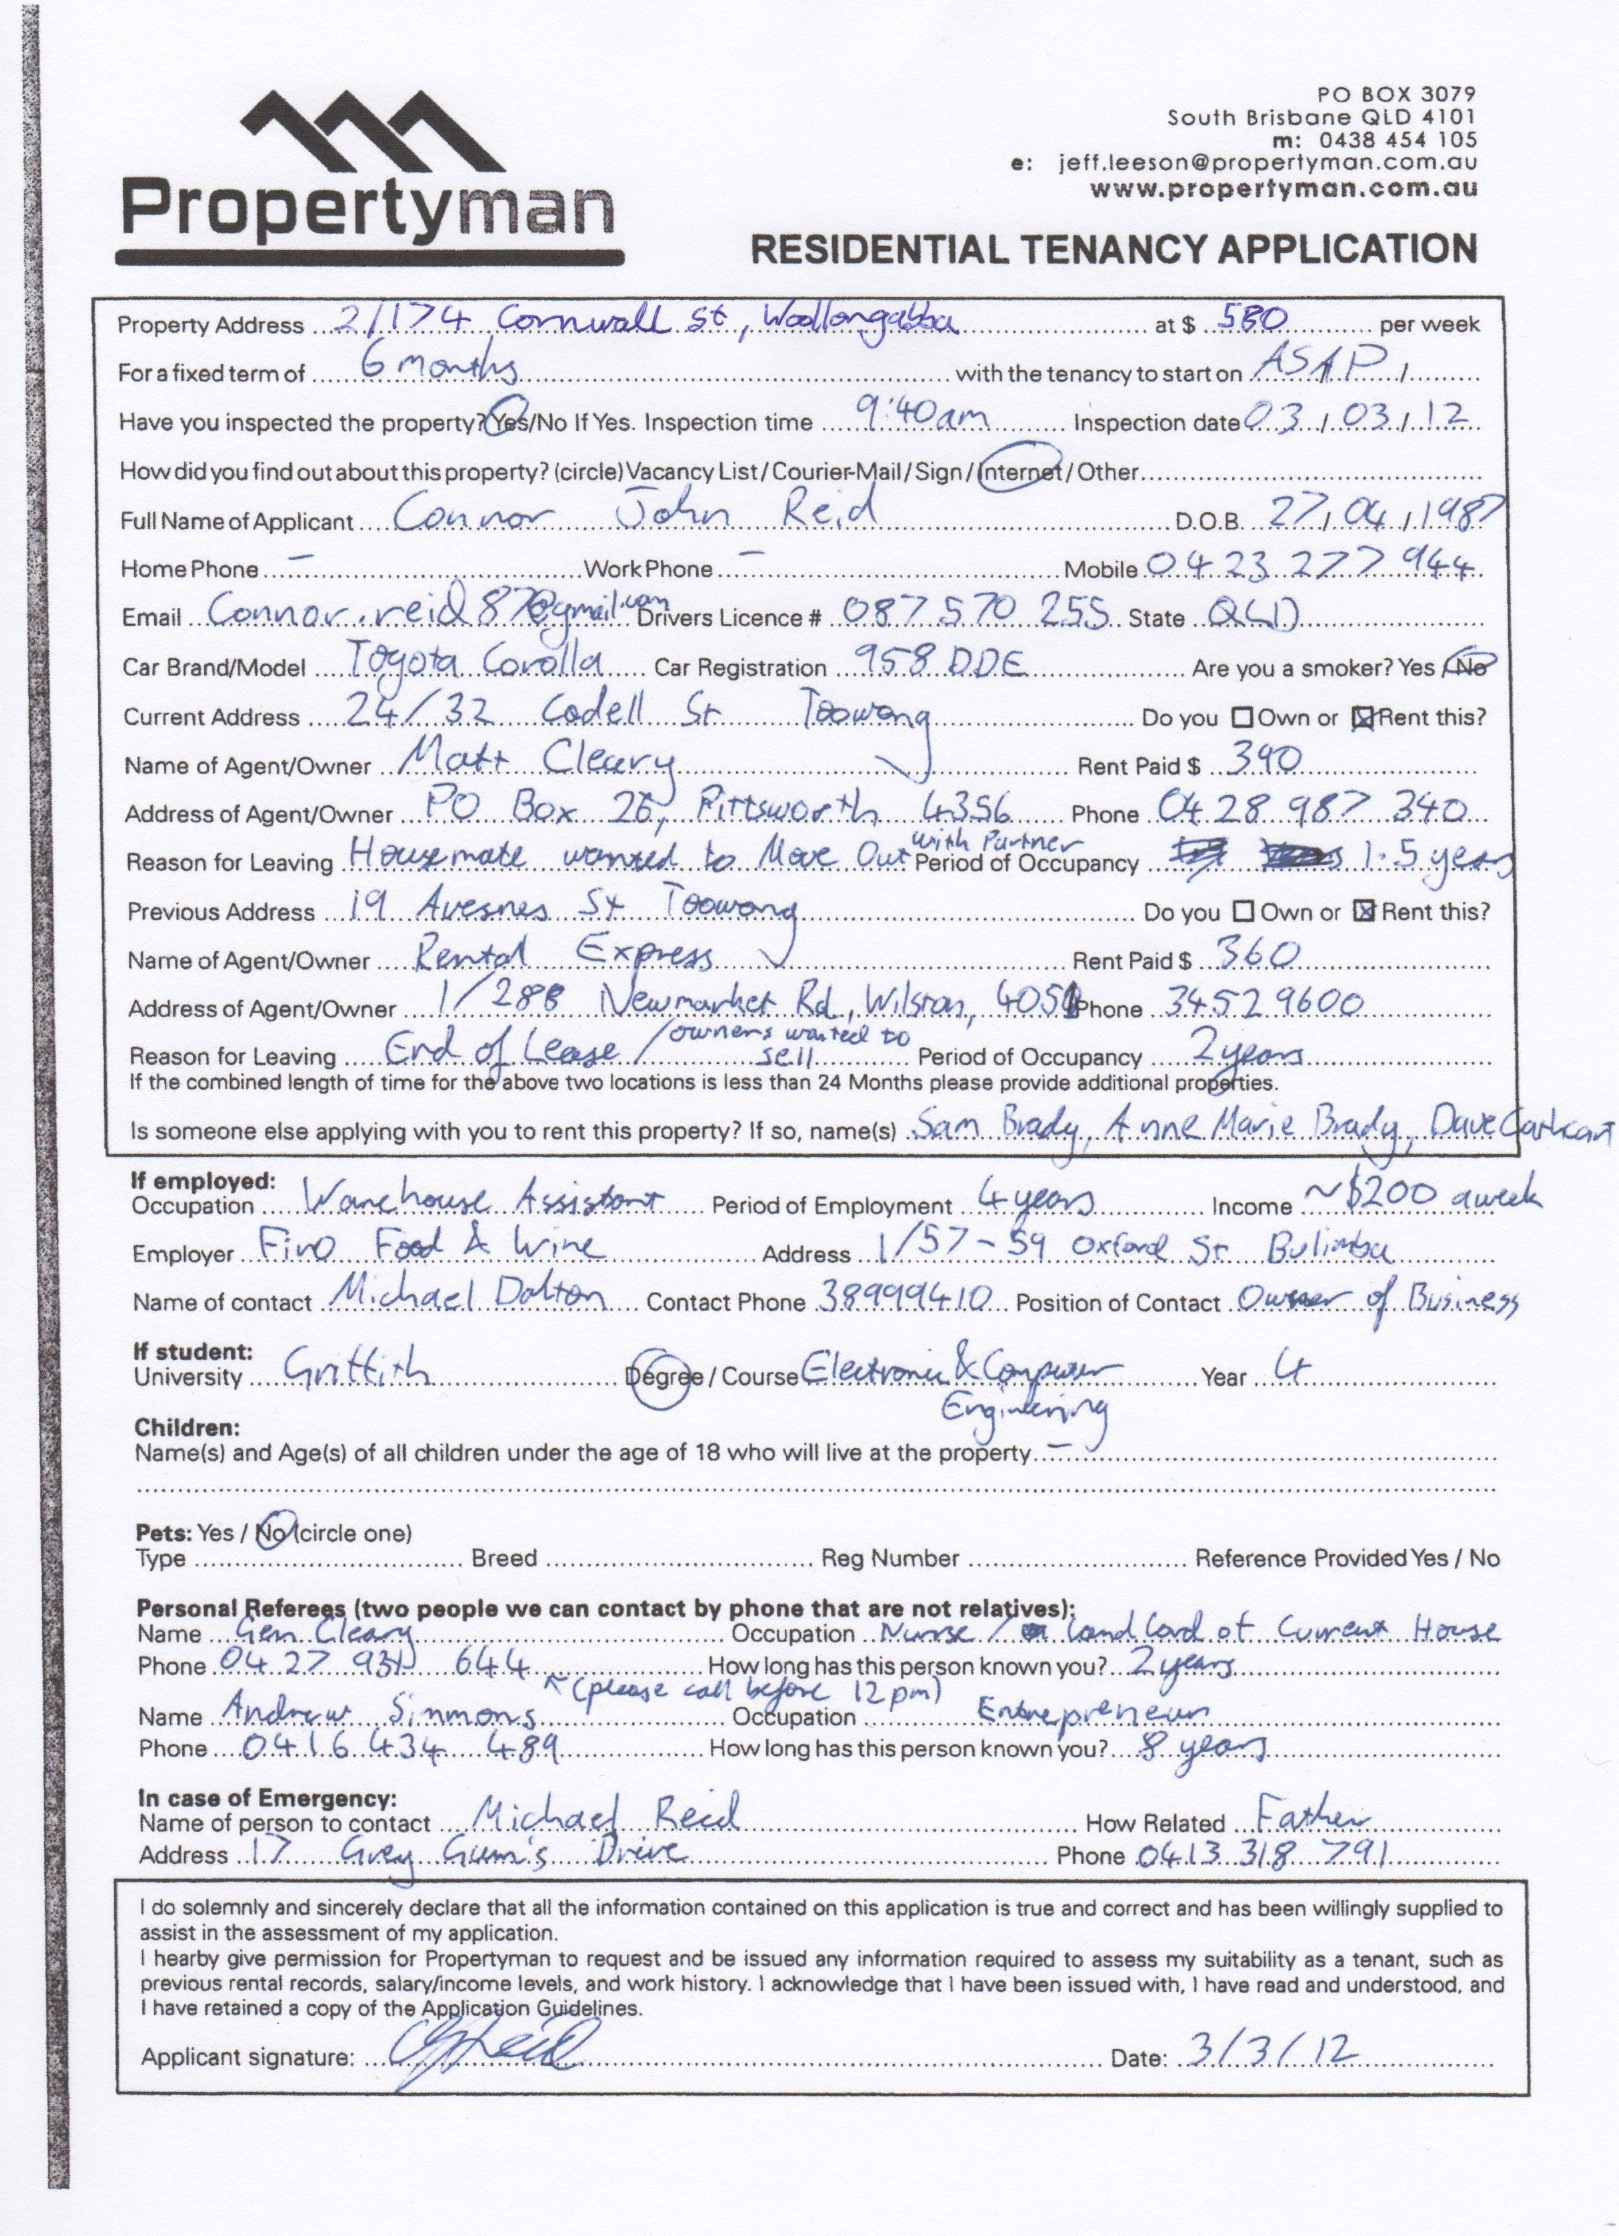 Propertyman
PO BOX 3079
South Brisbane QLD 4101
m: 0438 454 105
e: jeff.leeson@propertyman.com.au
www.propertyman.com.au
RESIDENTIAL TENANCY APPLICATION
Property Address 2/174 Cornwall St, Woollongabba at $ 580 per week
For a fixed term of 6 months with the tenancy to start on ASAP / /
Have you inspected the property? Yes/No If Yes. Inspection time 9:40am Inspection date 03 / 03 / 12
How did you find out about this property? (circle) Vacancy List / Courier-Mail / Sign / Internet / Other
Full Name of Applicant Connor John Reid D.O.B. 27 / 04 / 1987
Home Phone – Work Phone – Mobile 0423 277 944
Email Connor.reid87@gmail.com Drivers Licence # 087 570 255 State QLD
Car Brand/Model Toyota Corolla Car Registration 958 DDE Are you a smoker? Yes / No
Current Address 24/32 Cadell St Toowong Do you Own or Rent this?
Name of Agent/Owner Matt Cleary Rent Paid $ 390
Address of Agent/Owner PO Box 26, Pittsworth 4356 Phone 0428 987 340
Reason for Leaving Housemate wanted to Move Out with Partner Period of Occupancy 1.5 years
Previous Address 19 Avesnes St Toowong Do you Own or Rent this?
Name of Agent/Owner Rental Express Rent Paid $ 360
Address of Agent/Owner 1/288 Newmarket Rd, Wilston, 4051 Phone 3452 9600
Reason for Leaving End of Lease / owners wanted to sell Period of Occupancy 2 years
If the combined length of time for the above two locations is less than 24 Months please provide additional properties.
Is someone else applying with you to rent this property? If so, name(s) Sam Brady, Anne Marie Brady, Dave Cathcart
If employed:
Occupation Warehouse Assistant Period of Employment 4 years Income ~$200 a week
Employer Fino Food & Wine Address 1/57-59 Oxford St Bulimba
Name of contact Michael Dalton Contact Phone 38999410 Position of Contact Owner of Business
If student:
University Griffith Degree / Course Electronic & Computer Engineering Year 4
Children:
Name(s) and Age(s) of all children under the age of 18 who will live at the property –
Pets: Yes / No (circle one)
Type Breed Reg Number Reference Provided Yes / No
Personal Referees (two people we can contact by phone that are not relatives):
Name Gen Cleary Occupation Nurse / Land Lord of Current House
Phone 0427 931 644 How long has this person known you? 2 years
(please call before 12pm)
Name Andrew Simmons Occupation Entrepreneur
Phone 0416 434 489 How long has this person known you? 8 years
In case of Emergency:
Name of person to contact Michael Reid How Related Father
Address 17 Grey Gum's Drive Phone 0413 318 791
I do solemnly and sincerely declare that all the information contained on this application is true and correct and has been willingly supplied to
assist in the assessment of my application.
I hearby give permission for Propertyman to request and be issued any information required to assess my suitability as a tenant, such as
previous rental records, salary/income levels, and work history. I acknowledge that I have been issued with, I have read and understood, and
I have retained a copy of the Application Guidelines.
Applicant signature: CJReid Date: 3/3/12